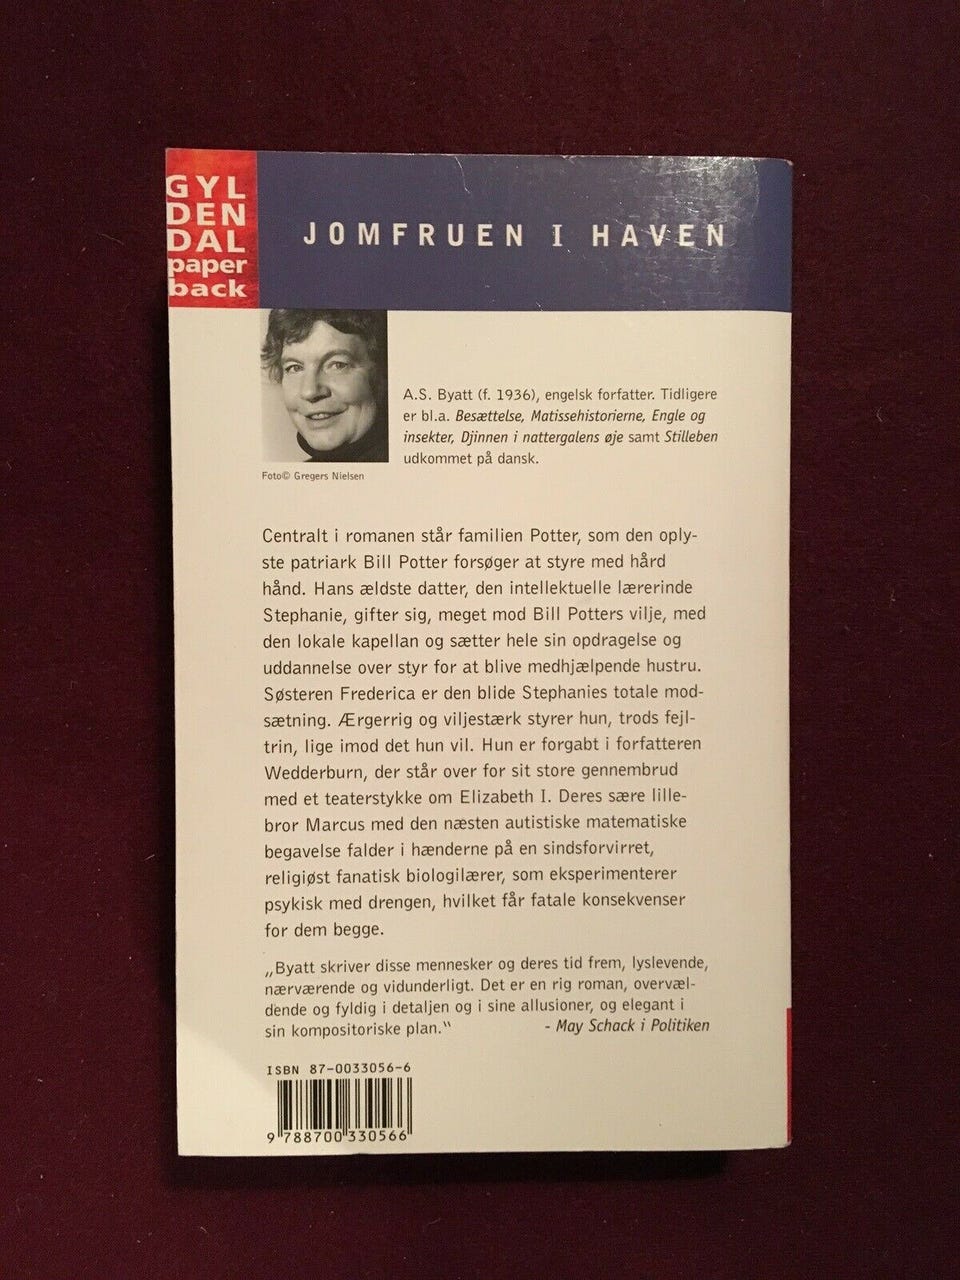 GYL
DEN
DAL
paper
back
JOMFRUEN I HAVEN
A.S. Byatt (f. 1936), engelsk forfatter. Tidligere
er bl.a. Besættelse, Matissehistorierne, Engle og
insekter, Djinnen i nattergalens øje samt Stilleben
udkommet på dansk.
Foto© Gregers Nielsen
Centralt i romanen står familien Potter, som den oply-
ste patriark Bill Potter forsøger at styre med hård
hånd. Hans ældste datter, den intellektuelle lærerinde
Stephanie, gifter sig, meget mod Bill Potters vilje, med
den lokale kapellan og sætter hele sin opdragelse og
uddannelse over styr for at blive medhjælpende hustru.
Søsteren Frederica er den blide Stephanies totale mod-
sætning. Ærgerrig og viljestærk styrer hun, trods fejl-
trin, lige imod det hun vil. Hun er forgabt i forfatteren
Wedderburn, der står over for sit store gennembrud
med et teaterstykke om Elizabeth I. Deres sære lille-
bror Marcus med den næsten autistiske matematiske
begavelse falder i hænderne på en sindsforvirret,
religiøst fanatisk biologilærer, som eksperimenterer
psykisk med drengen, hvilket får fatale konsekvenser
for dem begge.
„Byatt skriver disse mennesker og deres tid frem, lyslevende,
nærværende og vidunderligt. Det er en rig roman, overvæl-
dende og fyldig i detaljen og i sine allusioner, og elegant i
sin kompositoriske plan.“ - May Schack i Politiken
ISBN 87-0033056-6
9 788700 330566